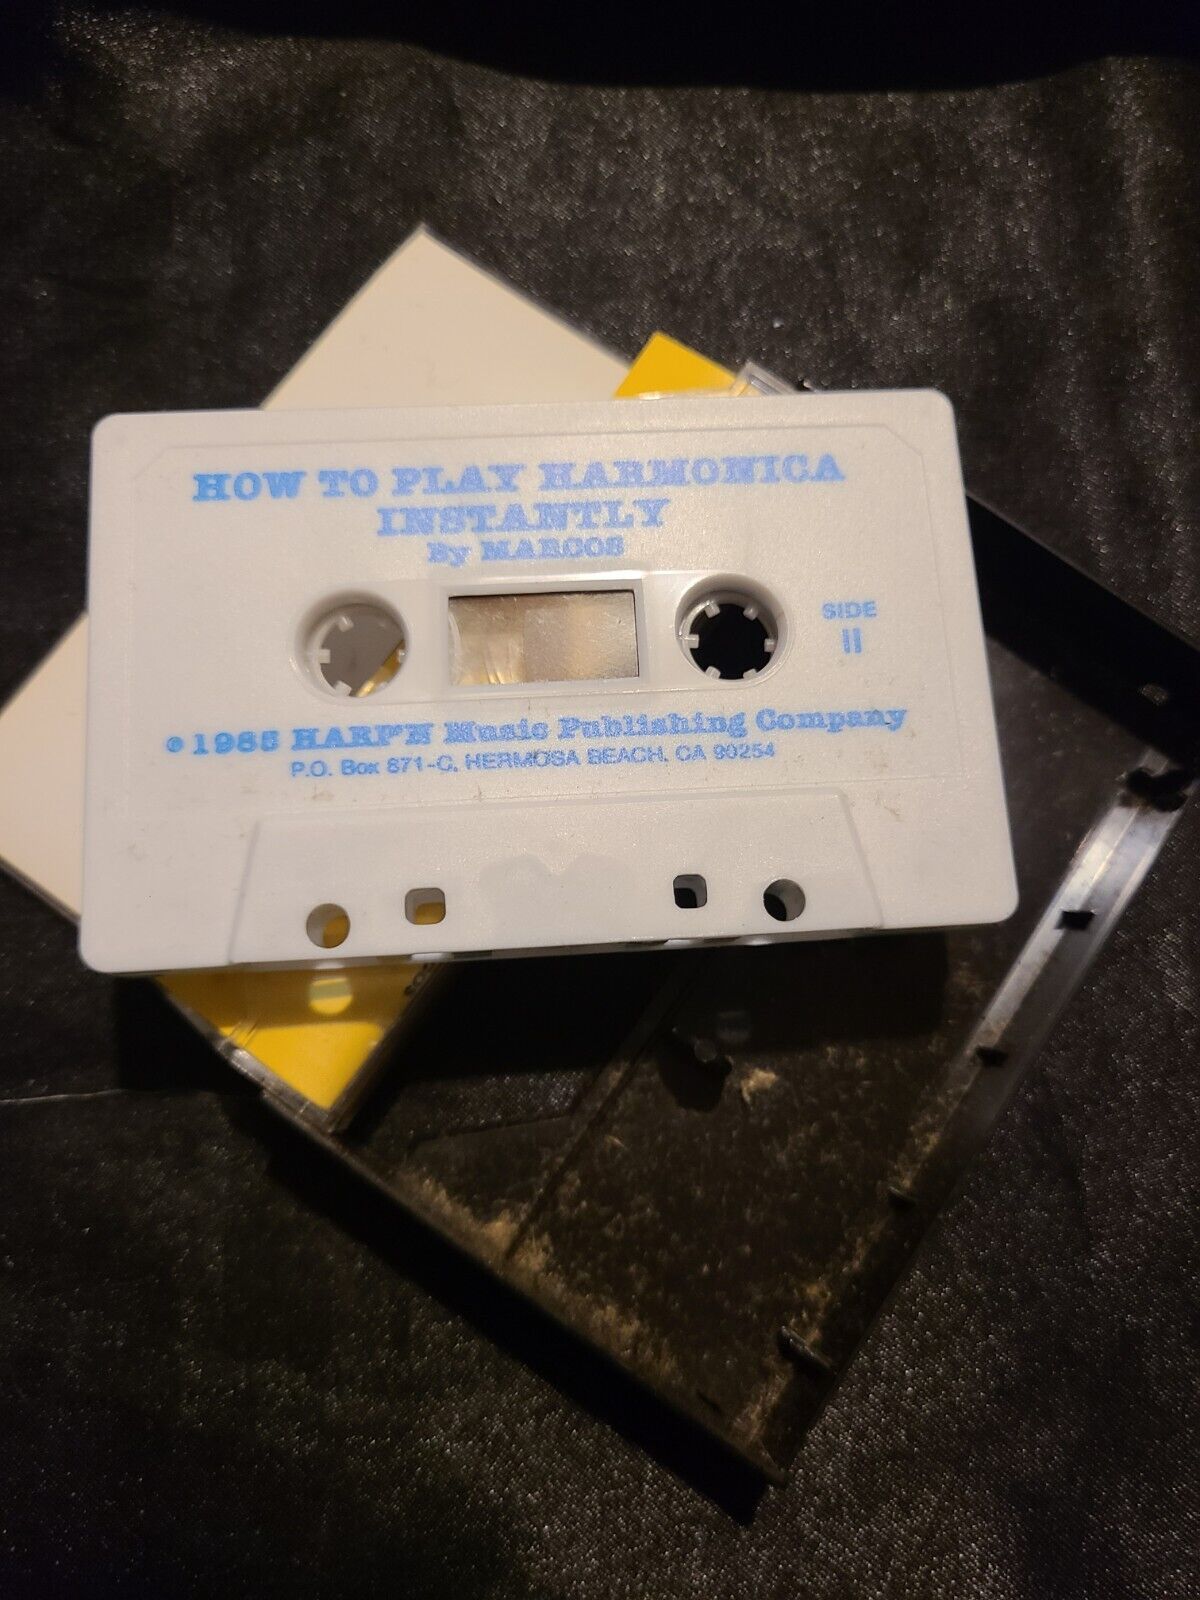 HOW TO PLAY HARMONICA
INSTANTLY
By MARCOS
SIDE
II
©1985 HARP'N Music Publishing Company
P.O. Box 871-C, HERMOSA BEACH, CA 90254